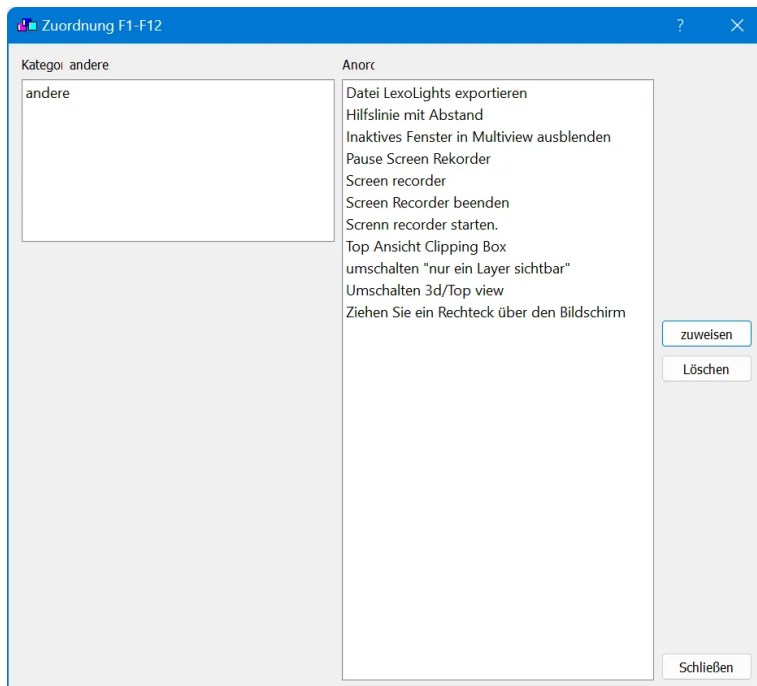 Zuordnung F1-F12
?
Kategoı andere
Anorc
andere
Datei LexoLights exportieren
Hilfslinie mit Abstand
Inaktives Fenster in Multiview ausblenden
Pause Screen Rekorder
Screen recorder
Screen Recorder beenden
Screnn recorder starten.
Top Ansicht Clipping Box
umschalten "nur ein Layer sichtbar"
Umschalten 3d/Top view
Ziehen Sie ein Rechteck über den Bildschirm
zuweisen
Löschen
Schließen